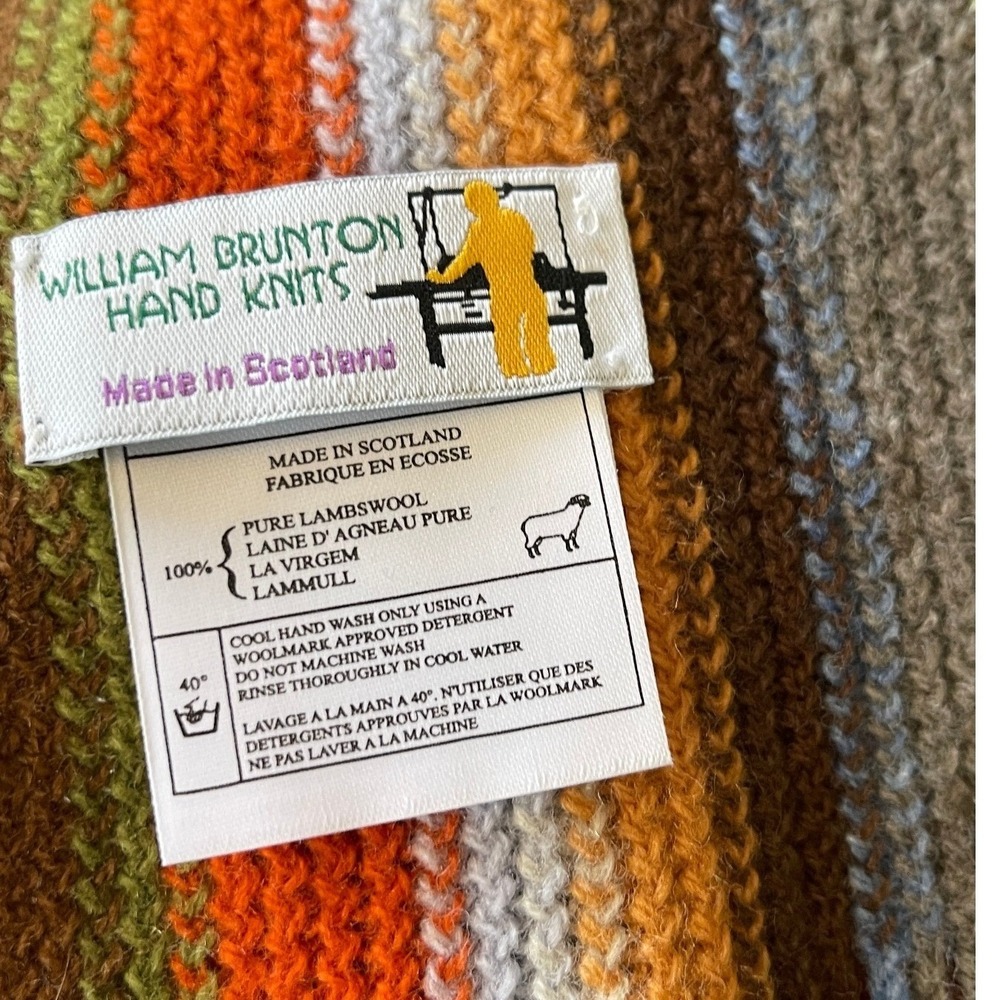 WILLIAM BRUNTON
HAND KNITS
Made in Scotland
MADE IN SCOTLAND
FABRIQUE EN ECOSSE
100%
PURE LAMBSWOOL
LAINE D' AGNEAU PURE
LA VIRGEM
LAMMULL
40°
COOL HAND WASH ONLY USING A
WOOLMARK APPROVED DETERGENT
DO NOT MACHINE WASH
RINSE THOROUGHLY IN COOL WATER
LAVAGE A LA MAIN A 40°, N'UTILISER QUE DES
DETERGENTS APPROUVES PAR LA WOOLMARK
NE PAS LAVER A LA MACHINE